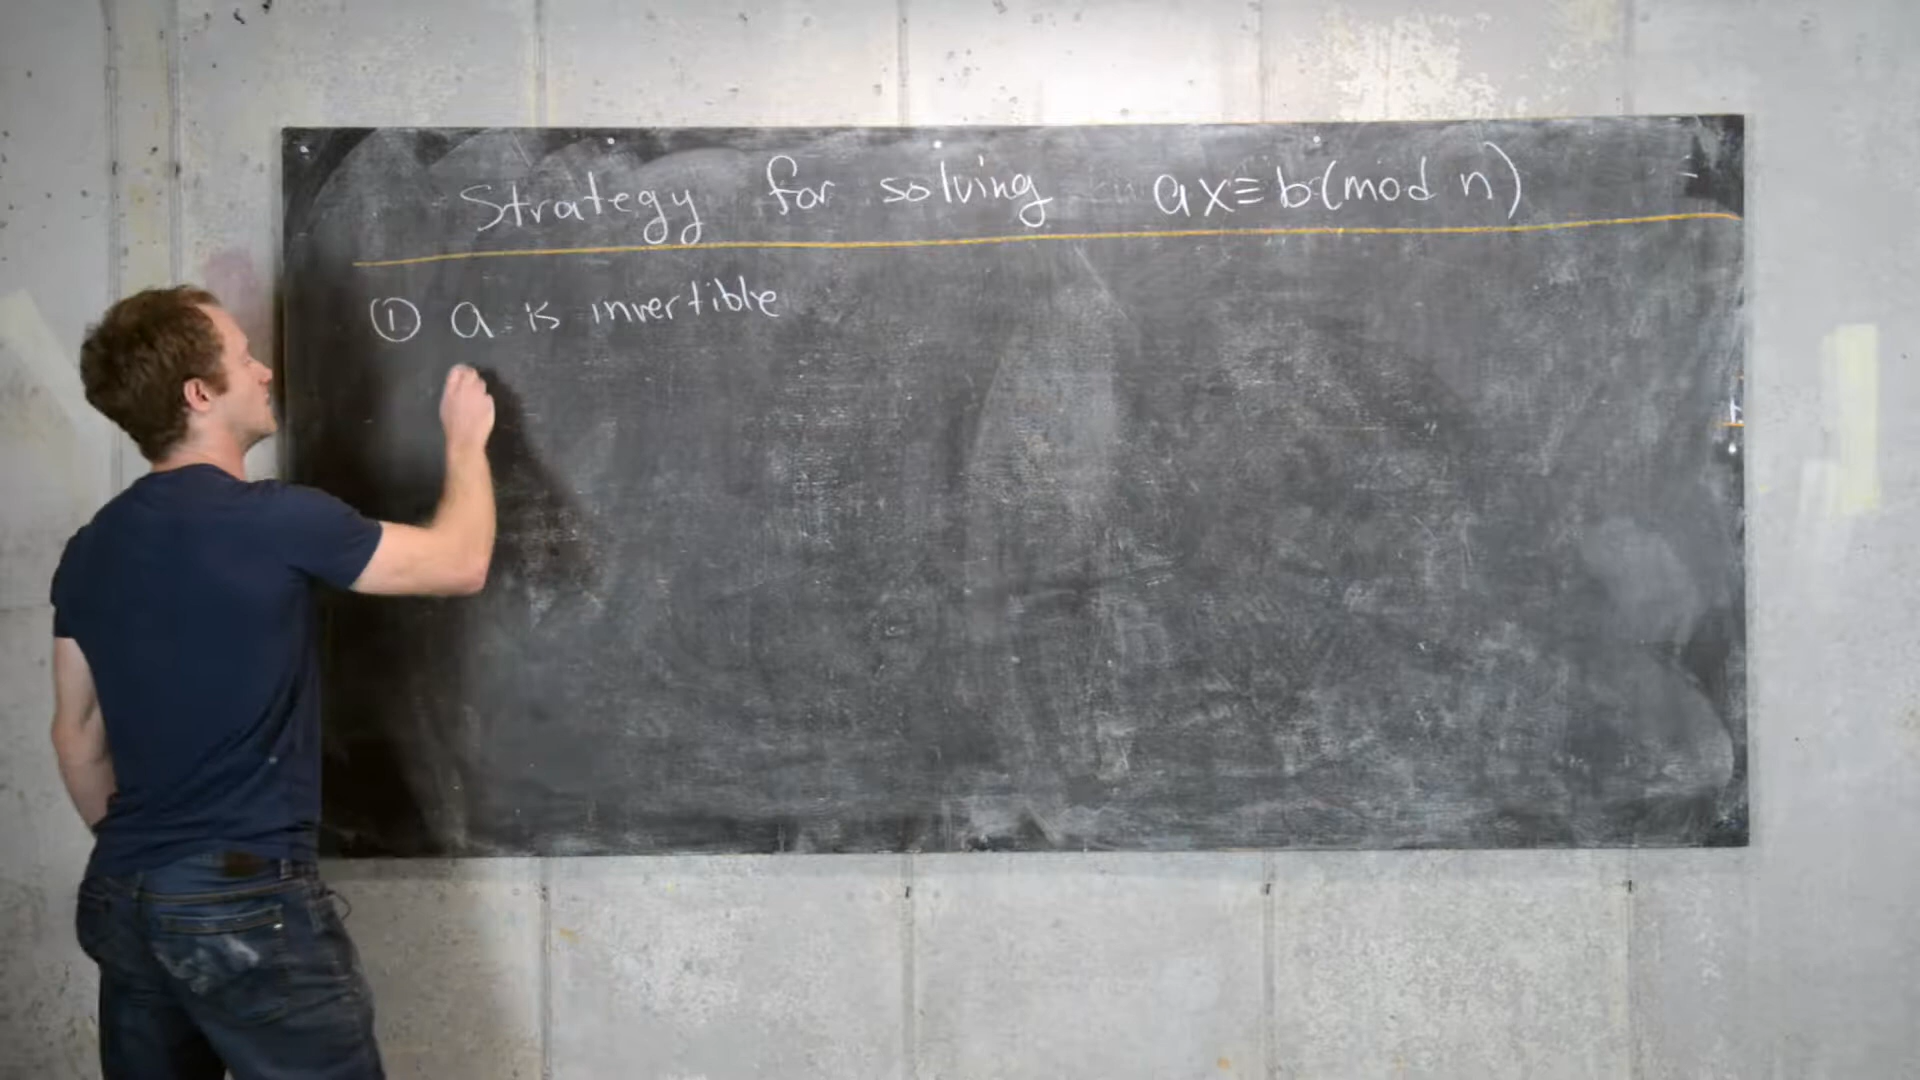 Strategy for solving ax≡b(mod n)
① a is invertible